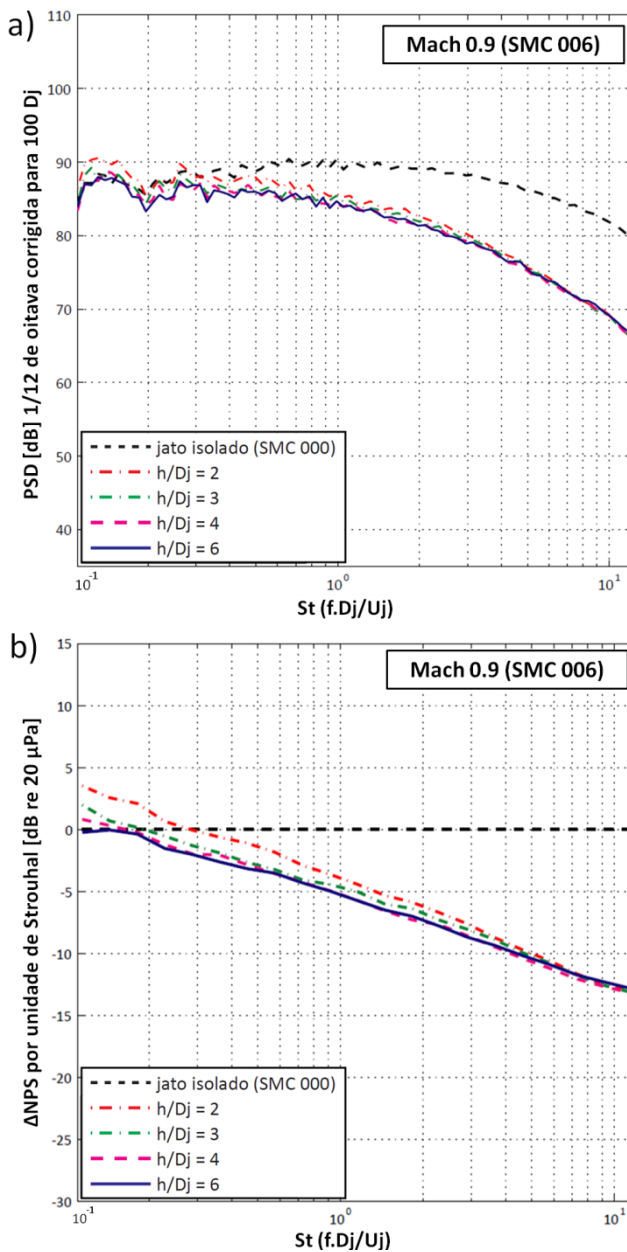 a)
Mach 0.9 (SMC 006)
110
100
90
80
70
60
50
40
PSD [dB] 1/12 de oitava corrigida para 100 Dj
jato isolado (SMC 000)
h/Dj = 2
h/Dj = 3
h/Dj = 4
h/Dj = 6
10⁻¹
10⁰
10¹
St (f.Dj/Uj)
b)
Mach 0.9 (SMC 006)
15
10
5
0
-5
-10
-15
-20
-25
-30
ΔNPS por unidade de Strouhal [dB re 20 µPa]
jato isolado (SMC 000)
h/Dj = 2
h/Dj = 3
h/Dj = 4
h/Dj = 6
10⁻¹
10⁰
10¹
St (f.Dj/Uj)